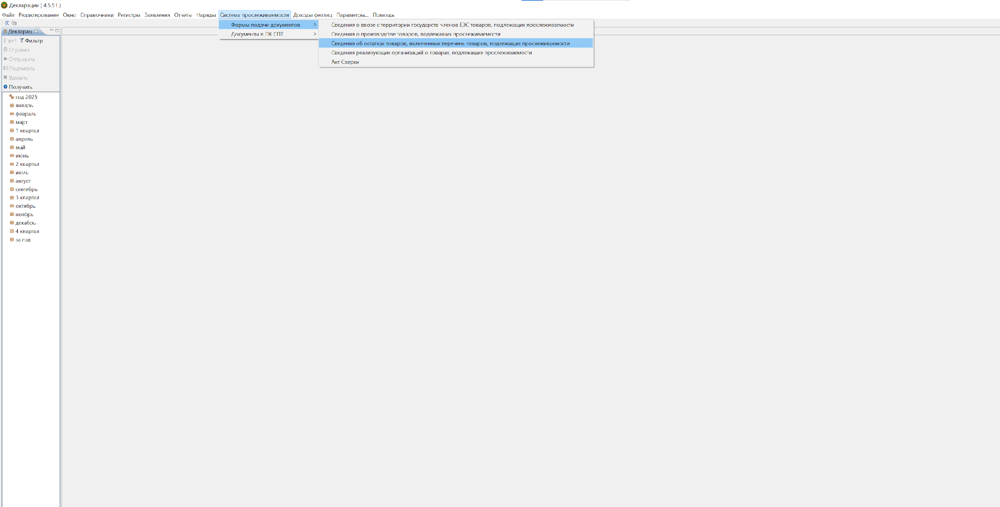 Декларации ( 4.5.51 )
Файл Редактирование Окно Справочники Регистры Заявления Отчеты Наряды Система прослеживаемости Доходы физлиц Параметры... Помощь
Формы подачи документов
Документы в ПК СПТ
Сведения о ввозе с территории государств членов ЕЭС товаров, подлежащих прослеживаемости
Сведения о производстве товаров, подлежащих прослеживаемости
Сведения об остатках товаров, включенных перечень товаров, подлежащих прослеживаемости
Сведения реализующих организаций о товарах, подлежащих прослеживаемости
Акт Сверки
Декларац
В xml Фильтр
Справка
Отправить
Подписать
Удалить
Получить
год 2025
январь
февраль
март
1 квартал
апрель
май
июнь
2 квартал
июль
август
сентябрь
3 квартал
октябрь
ноябрь
декабрь
4 квартал
за год